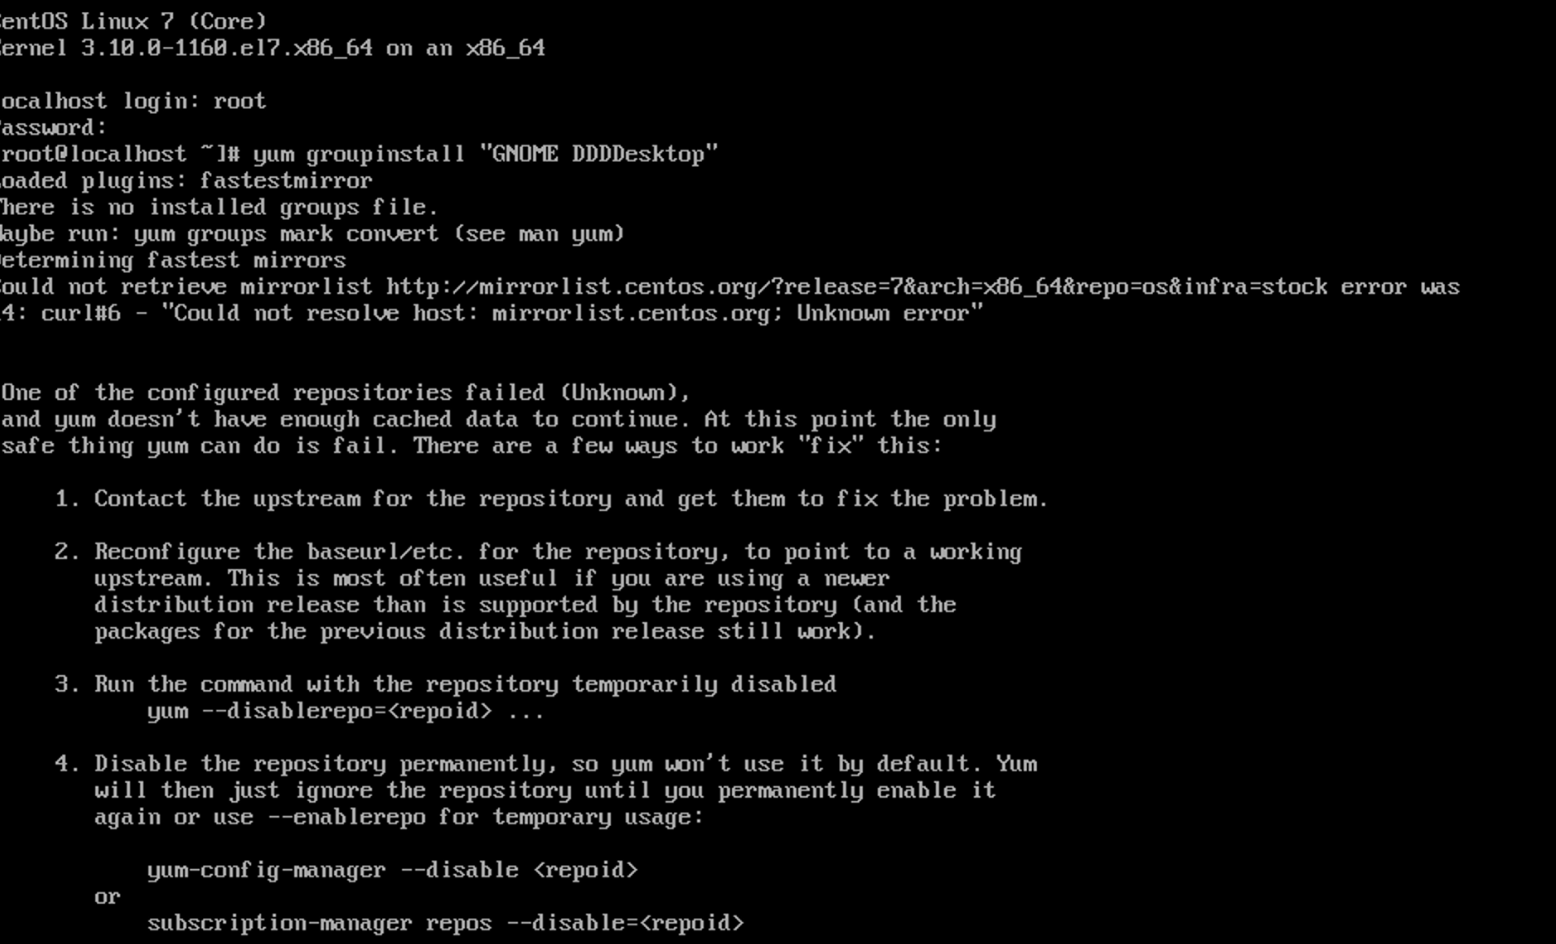 entOS Linux 7 (Core)
ernel 3.10.0-1160.el7.x86_64 on an x86_64
ocalhost login: root
assword:
root@localhost ~]# yum groupinstall "GNOME DDDDesktop"
oaded plugins: fastestmirror
here is no installed groups file.
aybe run: yum groups mark convert (see man yum)
etermining fastest mirrors
ould not retrieve mirrorlist http://mirrorlist.centos.org/?release=7&arch=x86_64&repo=os&infra=stock error was
4: curl#6 - "Could not resolve host: mirrorlist.centos.org; Unknown error"
One of the configured repositories failed (Unknown),
and yum doesn't have enough cached data to continue. At this point the only
safe thing yum can do is fail. There are a few ways to work "fix" this:
1. Contact the upstream for the repository and get them to fix the problem.
2. Reconfigure the baseurl/etc. for the repository, to point to a working
upstream. This is most often useful if you are using a newer
distribution release than is supported by the repository (and the
packages for the previous distribution release still work).
3. Run the command with the repository temporarily disabled
yum --disablerepo=<repoid> ...
4. Disable the repository permanently, so yum won't use it by default. Yum
will then just ignore the repository until you permanently enable it
again or use --enablerepo for temporary usage:
yum-config-manager --disable <repoid>
or
subscription-manager repos --disable=<repoid>